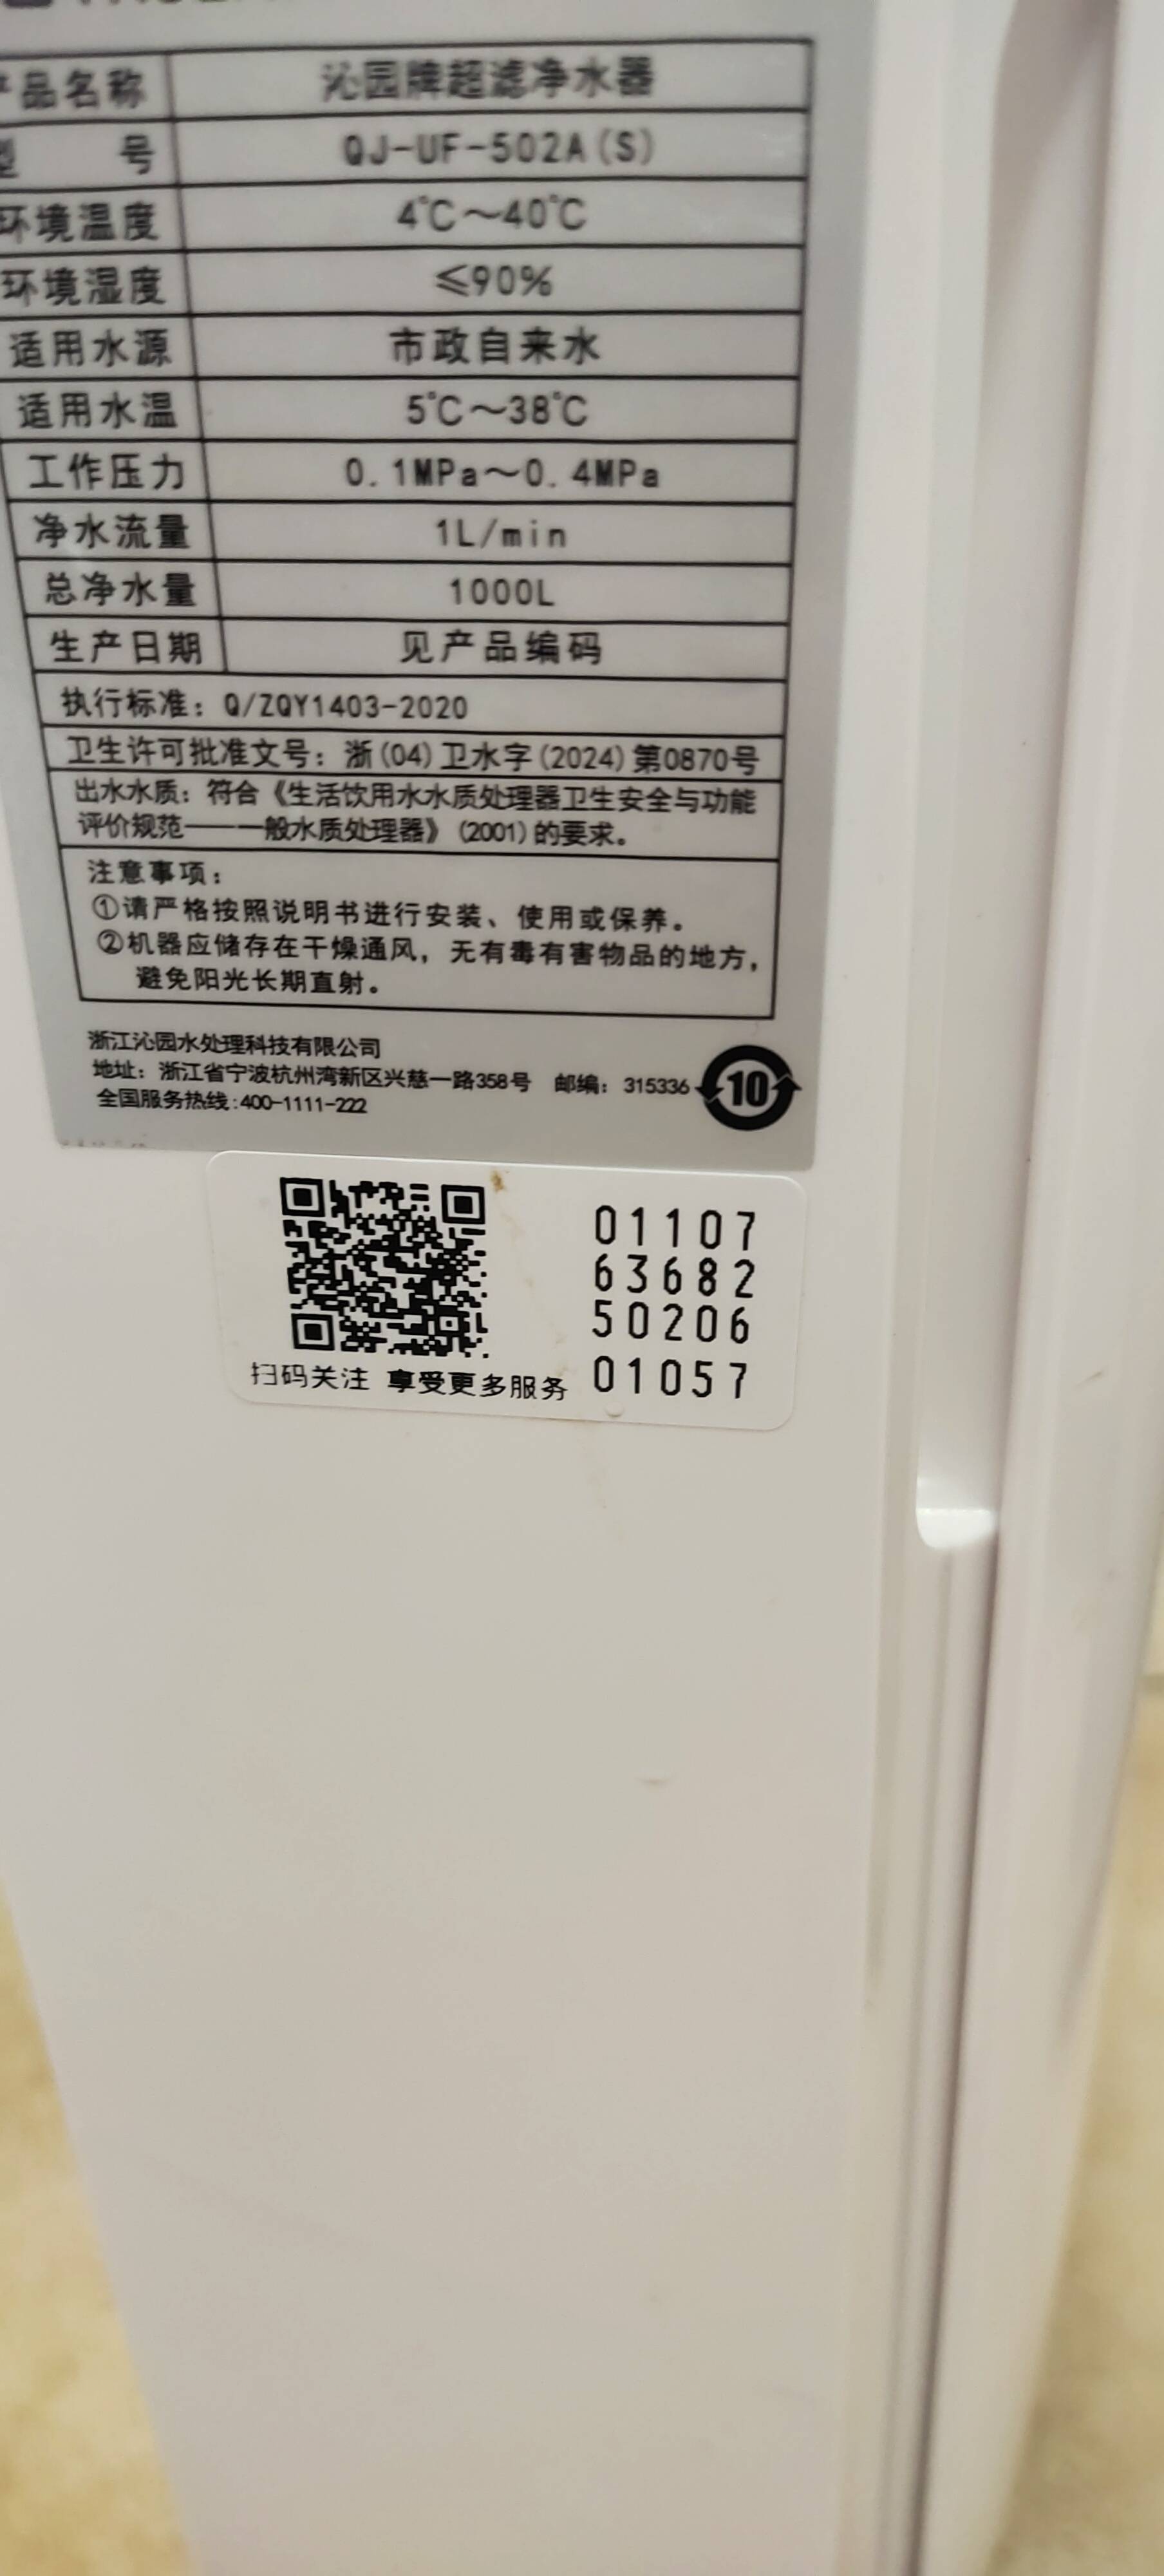 产品名称 沁园牌超滤净水器
型 号 QJ-UF-502A(S)
环境温度 4℃～40℃
环境湿度 ≤90%
适用水源 市政自来水
适用水温 5℃～38℃
工作压力 0.1MPa～0.4MPa
净水流量 1L/min
总净水量 1000L
生产日期 见产品编码
执行标准：Q/ZQY1403-2020
卫生许可批准文号：浙(04)卫水字(2024)第0870号
出水水质：符合《生活饮用水水质处理器卫生安全与功能
评价规范———一般水质处理器》(2001)的要求。
注意事项：
①请严格按照说明书进行安装、使用或保养。
②机器应储存在干燥通风，无有毒有害物品的地方，
避免阳光长期直射。
浙江沁园水处理科技有限公司
地址：浙江省宁波杭州湾新区兴慈一路358号 邮编：315336
全国服务热线:400-1111-222
10
01107
63682
50206
01057
扫码关注 享受更多服务